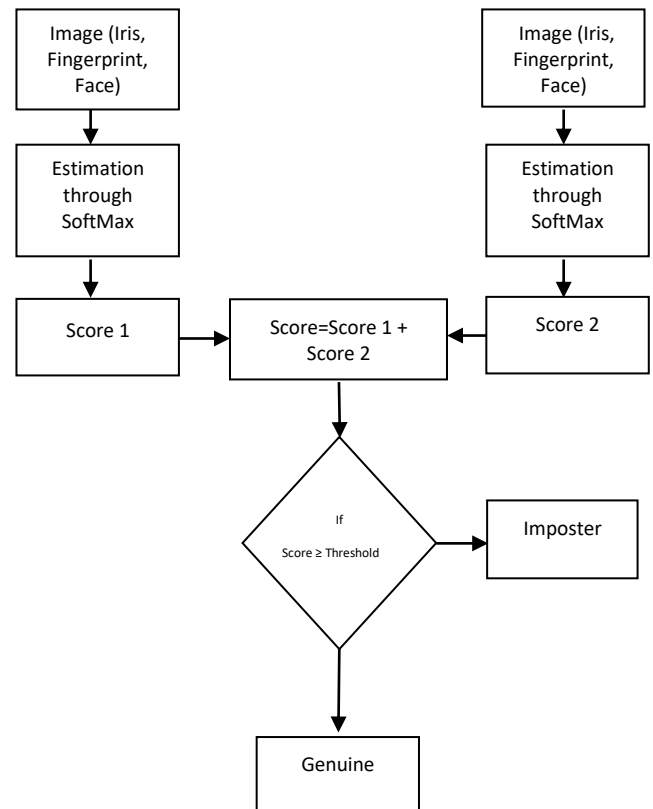 Image (Iris,
Fingerprint,
Face)
Image (Iris,
Fingerprint,
Face)
Estimation
through
SoftMax
Estimation
through
SoftMax
Score 1
Score=Score 1 +
Score 2
Score 2
If
Score ≥ Threshold
Imposter
Genuine